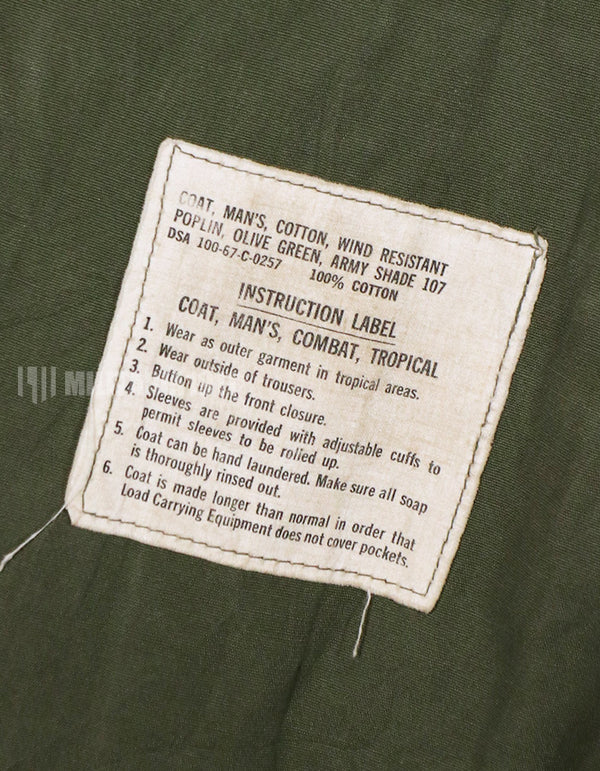 COAT, MAN'S, COTTON, WIND RESISTANT
POPLIN, OLIVE GREEN, ARMY SHADE 107
DSA 100-67-C-0257 100% COTTON
INSTRUCTION LABEL
COAT, MAN'S, COMBAT, TROPICAL
1. Wear as outer garment in tropical areas.
2. Wear outside of trousers.
3. Button up the front closure.
4. Sleeves are provided with adjustable cuffs to
permit sleeves to be rolled up.
5. Coat can be hand laundered. Make sure all soap
is thoroughly rinsed out.
6. Coat is made longer than normal in order that
Load Carrying Equipment does not cover pockets.